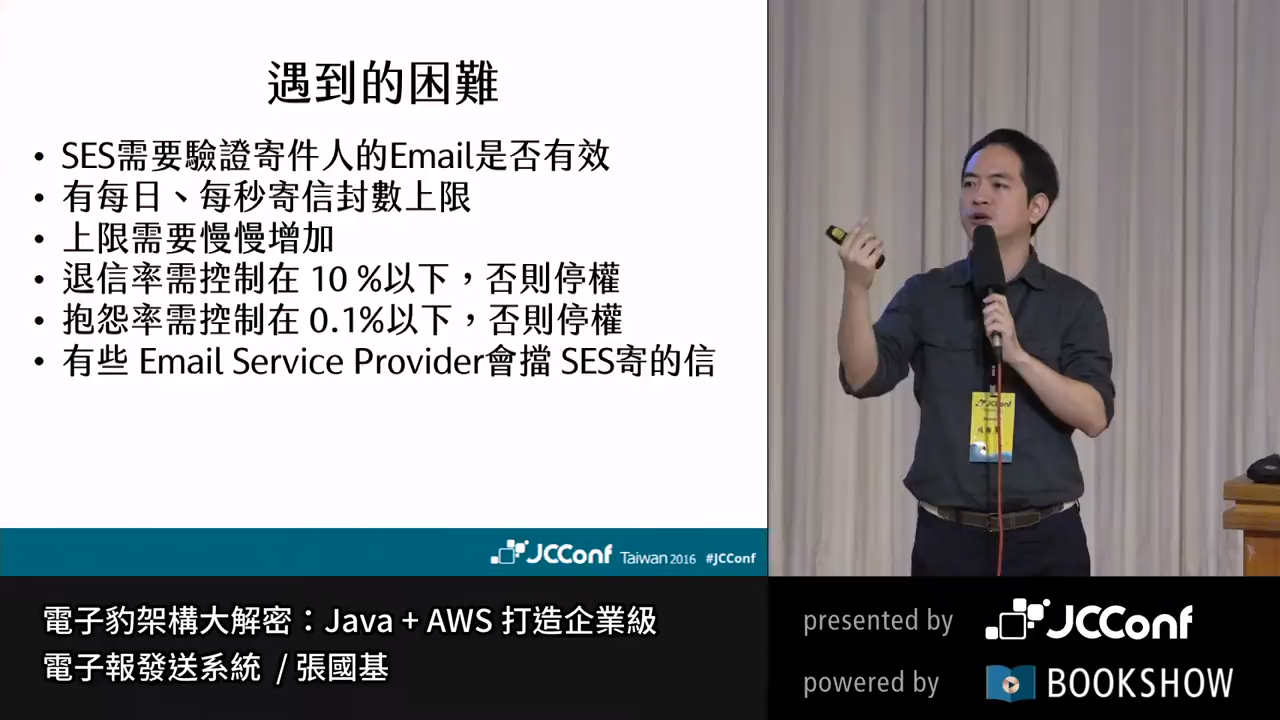 遇到的困難
• SES需要驗證寄件人的Email是否有效
• 有每日、每秒寄信封數上限
• 上限需要慢慢增加
• 退信率需控制在 10 %以下，否則停權
• 抱怨率需控制在 0.1%以下，否則停權
• 有些 Email Service Provider會擋 SES寄的信
JCConf Taiwan 2016 #JCConf
JCConf
電子豹架構大解密：Java + AWS 打造企業級
電子報發送系統 / 張國基
presented by JCConf
powered by BOOKSHOW